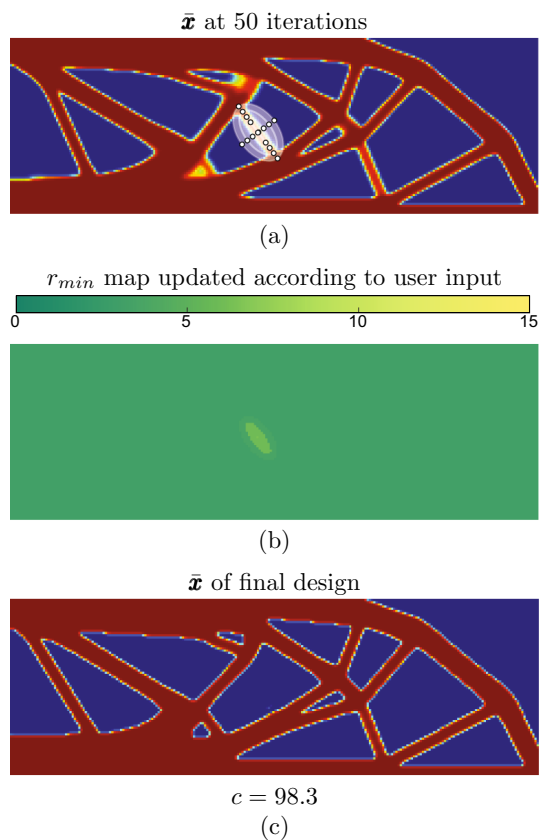 x̄ at 50 iterations
(a)
r_min map updated according to user input
0 5 10 15
(b)
x̄ of final design
c = 98.3
(c)